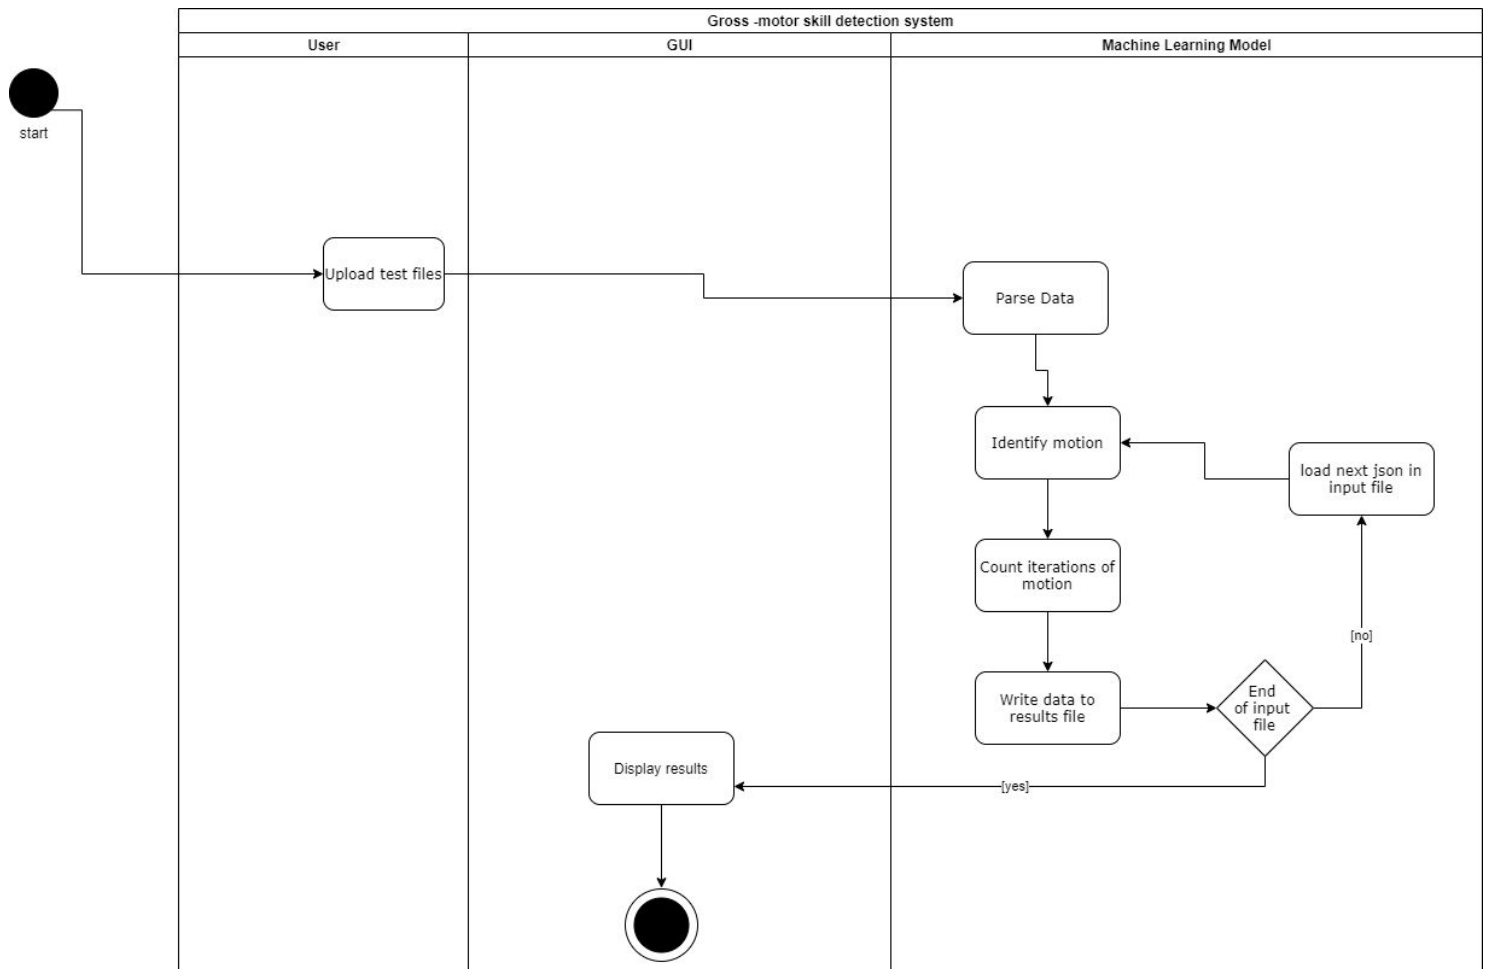 Gross -motor skill detection system
User
GUI
Machine Learning Model
start
Upload test files
Parse Data
Identify motion
load next json in
input file
Count iterations of
motion
[no]
Write data to
results file
End
of input
file
Display results
[yes]